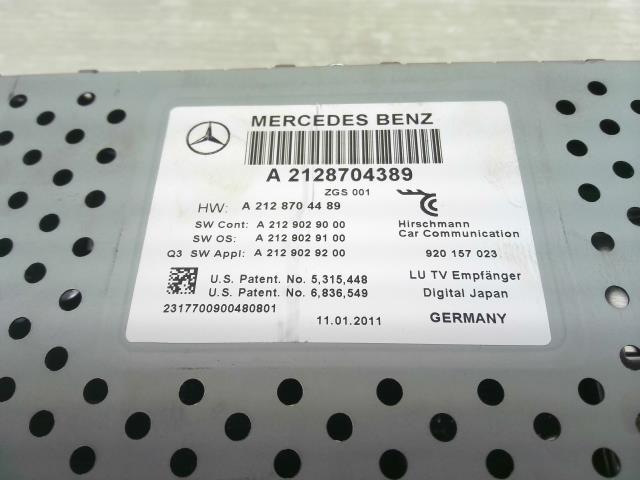 MERCEDES BENZ
A 2128704389
ZGS 001
HW: A 212 870 44 89
SW Cont: A 212 902 90 00
SW OS: A 212 902 91 00
Q3 SW Appl: A 212 902 92 00
Hirschmann
Car Communication
920 157 023
U.S. Patent. No. 5,315,448
U.S. Patent. No. 6,836,549
2317700900480801
LU TV Empfänger
Digital Japan
11.01.2011
GERMANY